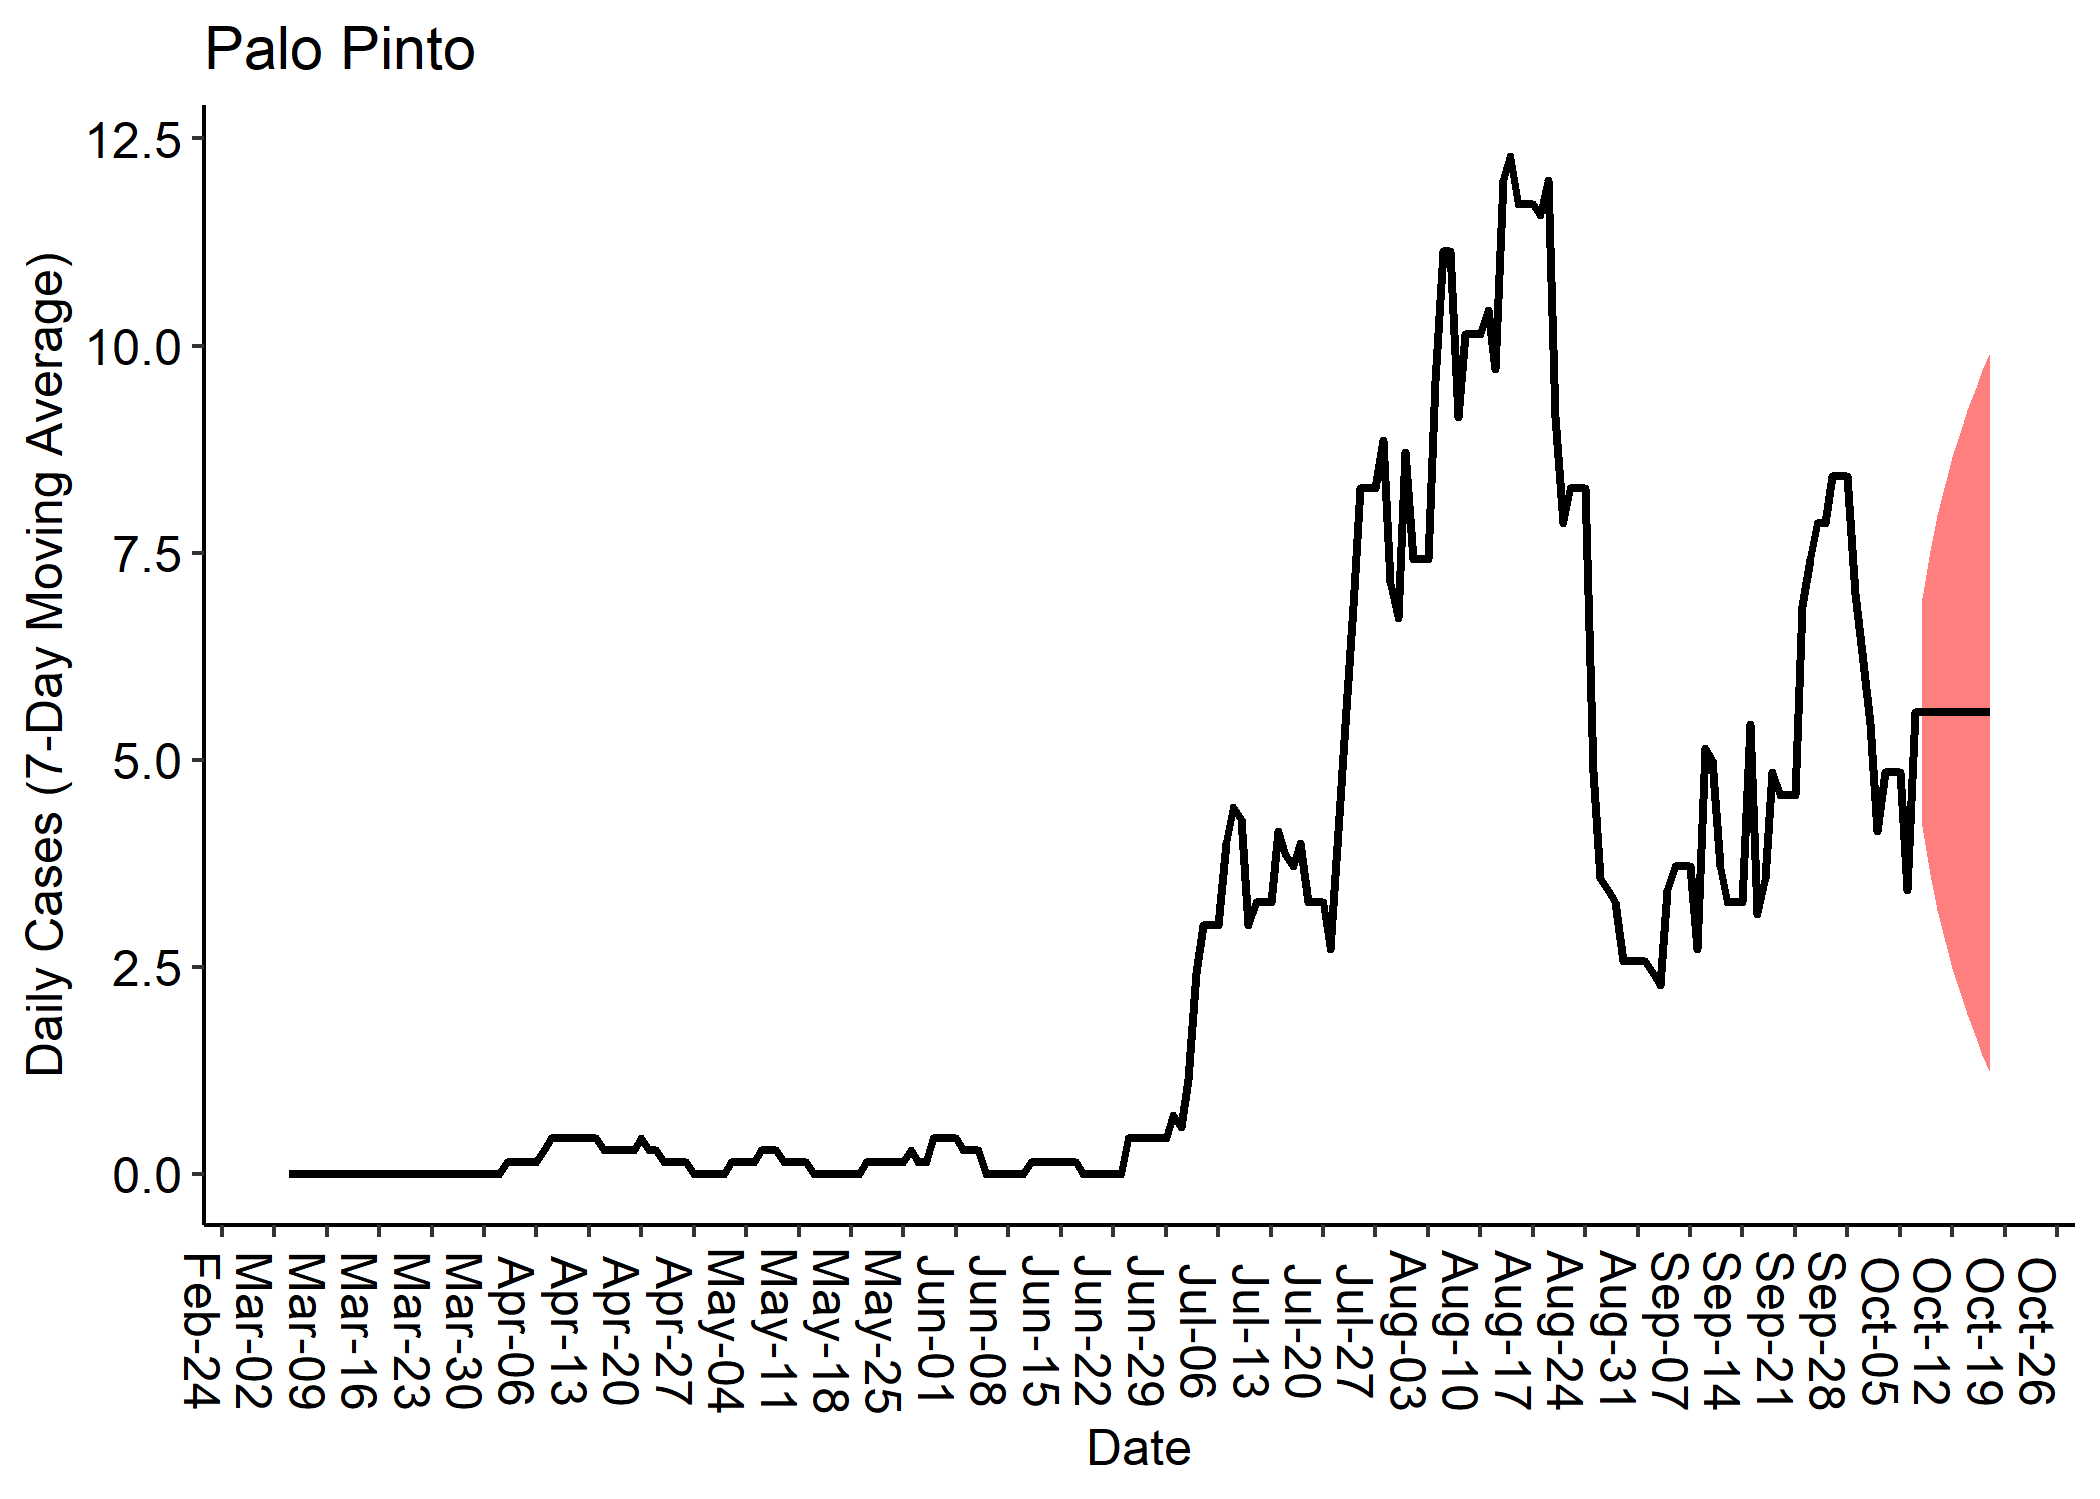 Palo Pinto
Daily Cases (7-Day Moving Average)
12.5
10.0
7.5
5.0
2.5
0.0
Feb-24
Mar-02
Mar-09
Mar-16
Mar-23
Mar-30
Apr-06
Apr-13
Apr-20
Apr-27
May-04
May-11
May-18
May-25
Jun-01
Jun-08
Jun-15
Jun-22
Jun-29
Jul-06
Jul-13
Jul-20
Jul-27
Aug-03
Aug-10
Aug-17
Aug-24
Aug-31
Sep-07
Sep-14
Sep-21
Sep-28
Oct-05
Oct-12
Oct-19
Oct-26
Date